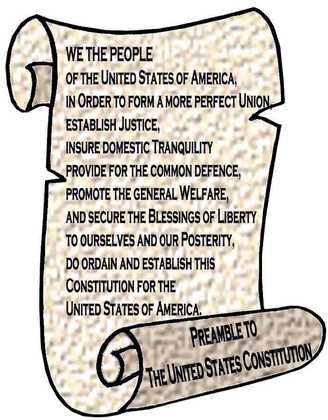 WE THE PEOPLE
OF THE UNITED STATES OF AMERICA,
IN ORDER TO FORM A MORE PERFECT UNION,
ESTABLISH JUSTICE,
INSURE DOMESTIC TRANQUILITY
PROVIDE FOR THE COMMON DEFENCE,
PROMOTE THE GENERAL WELFARE,
AND SECURE THE BLESSINGS OF LIBERTY
TO OURSELVES AND OUR POSTERITY,
DO ORDAIN AND ESTABLISH THIS
CONSTITUTION FOR THE
UNITED STATES OF AMERICA.
PREAMBLE TO
THE UNITED STATES CONSTITUTION